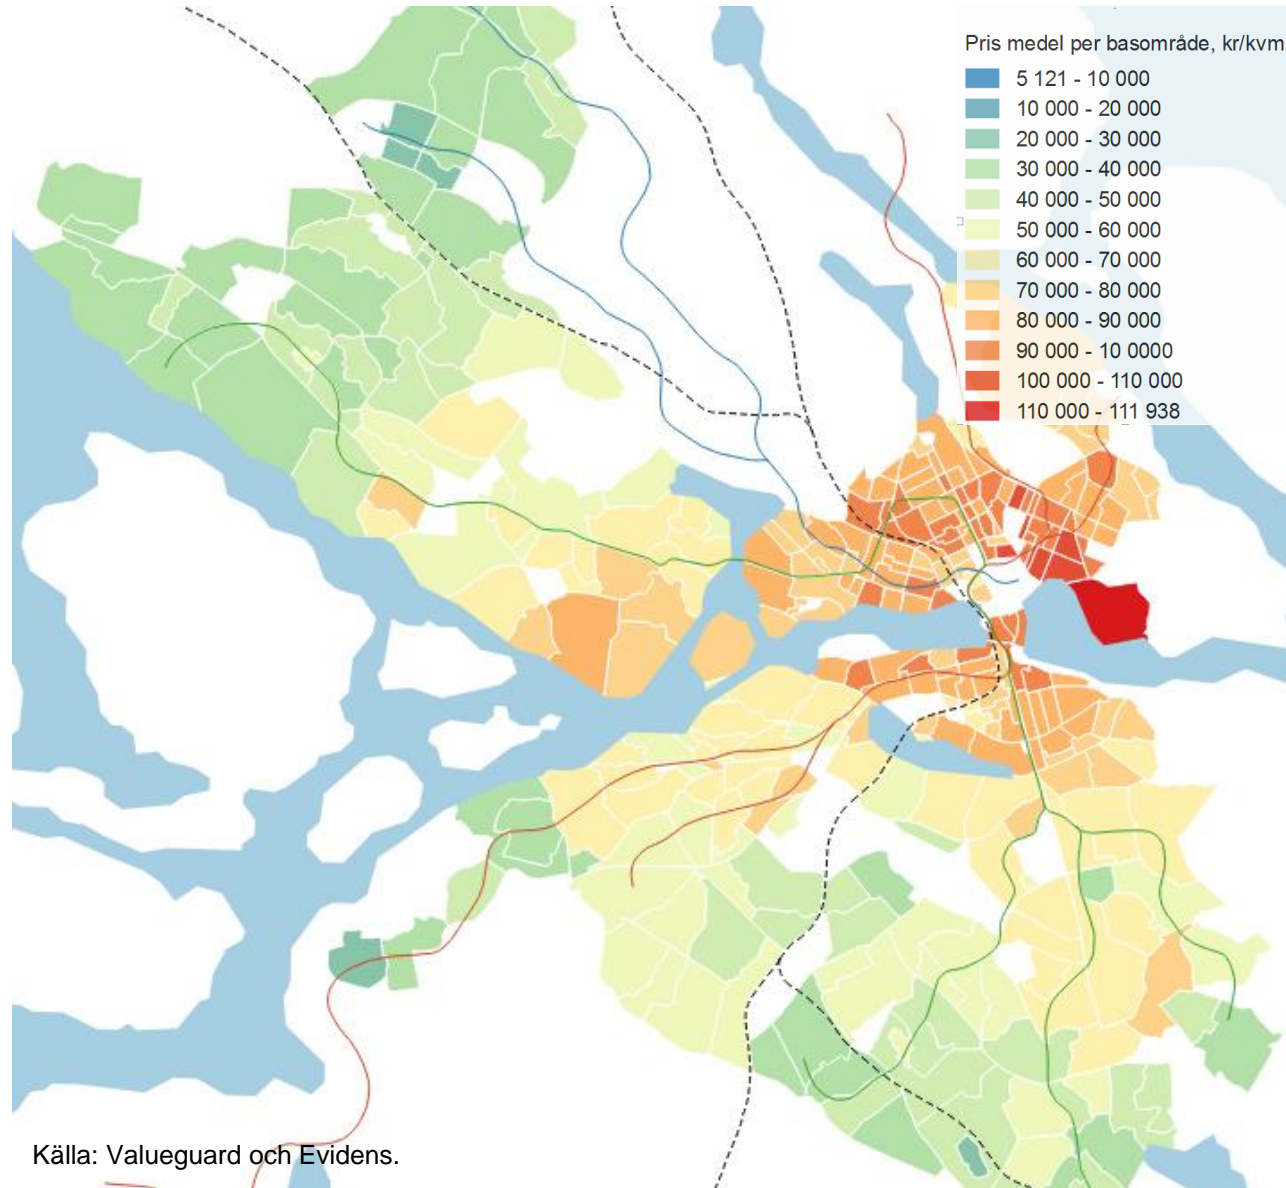 Pris medel per basområde, kr/kvm
5 121 - 10 000
10 000 - 20 000
20 000 - 30 000
30 000 - 40 000
40 000 - 50 000
50 000 - 60 000
60 000 - 70 000
70 000 - 80 000
80 000 - 90 000
90 000 - 10 0000
100 000 - 110 000
110 000 - 111 938
Källa: Valueguard och Evidens.